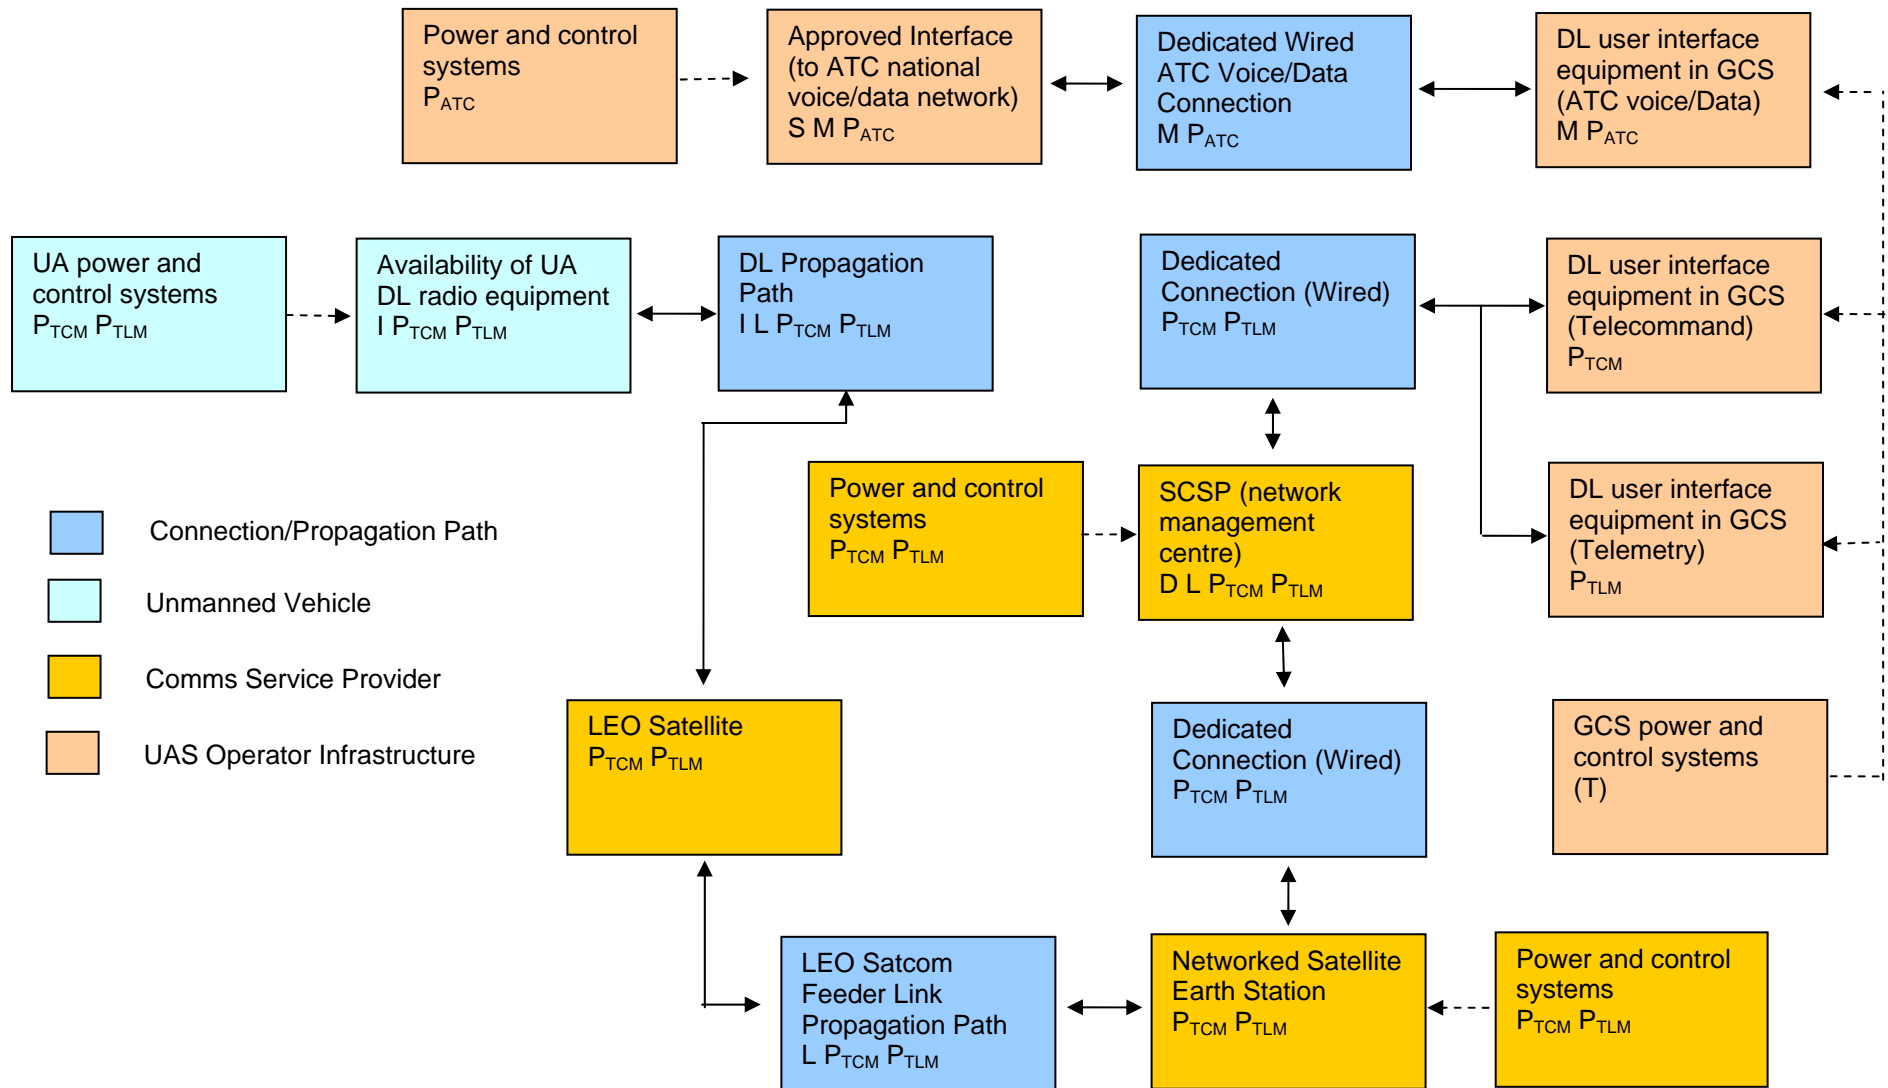 Power and control
systems
PATC
Approved Interface
(to ATC national
voice/data network)
S M PATC
Dedicated Wired
ATC Voice/Data
Connection
M PATC
DL user interface
equipment in GCS
(ATC voice/Data)
M PATC
UA power and
control systems
PTCM PTLM
Availability of UA
DL radio equipment
I PTCM PTLM
DL Propagation
Path
I L PTCM PTLM
Dedicated
Connection (Wired)
PTCM PTLM
DL user interface
equipment in GCS
(Telecommand)
PTCM
Power and control
systems
PTCM PTLM
SCSP (network
management
centre)
D L PTCM PTLM
DL user interface
equipment in GCS
(Telemetry)
PTLM
Connection/Propagation Path
Unmanned Vehicle
Comms Service Provider
UAS Operator Infrastructure
LEO Satellite
PTCM PTLM
Dedicated
Connection (Wired)
PTCM PTLM
GCS power and
control systems
(T)
LEO Satcom
Feeder Link
Propagation Path
L PTCM PTLM
Networked Satellite
Earth Station
PTCM PTLM
Power and control
systems
PTCM PTLM